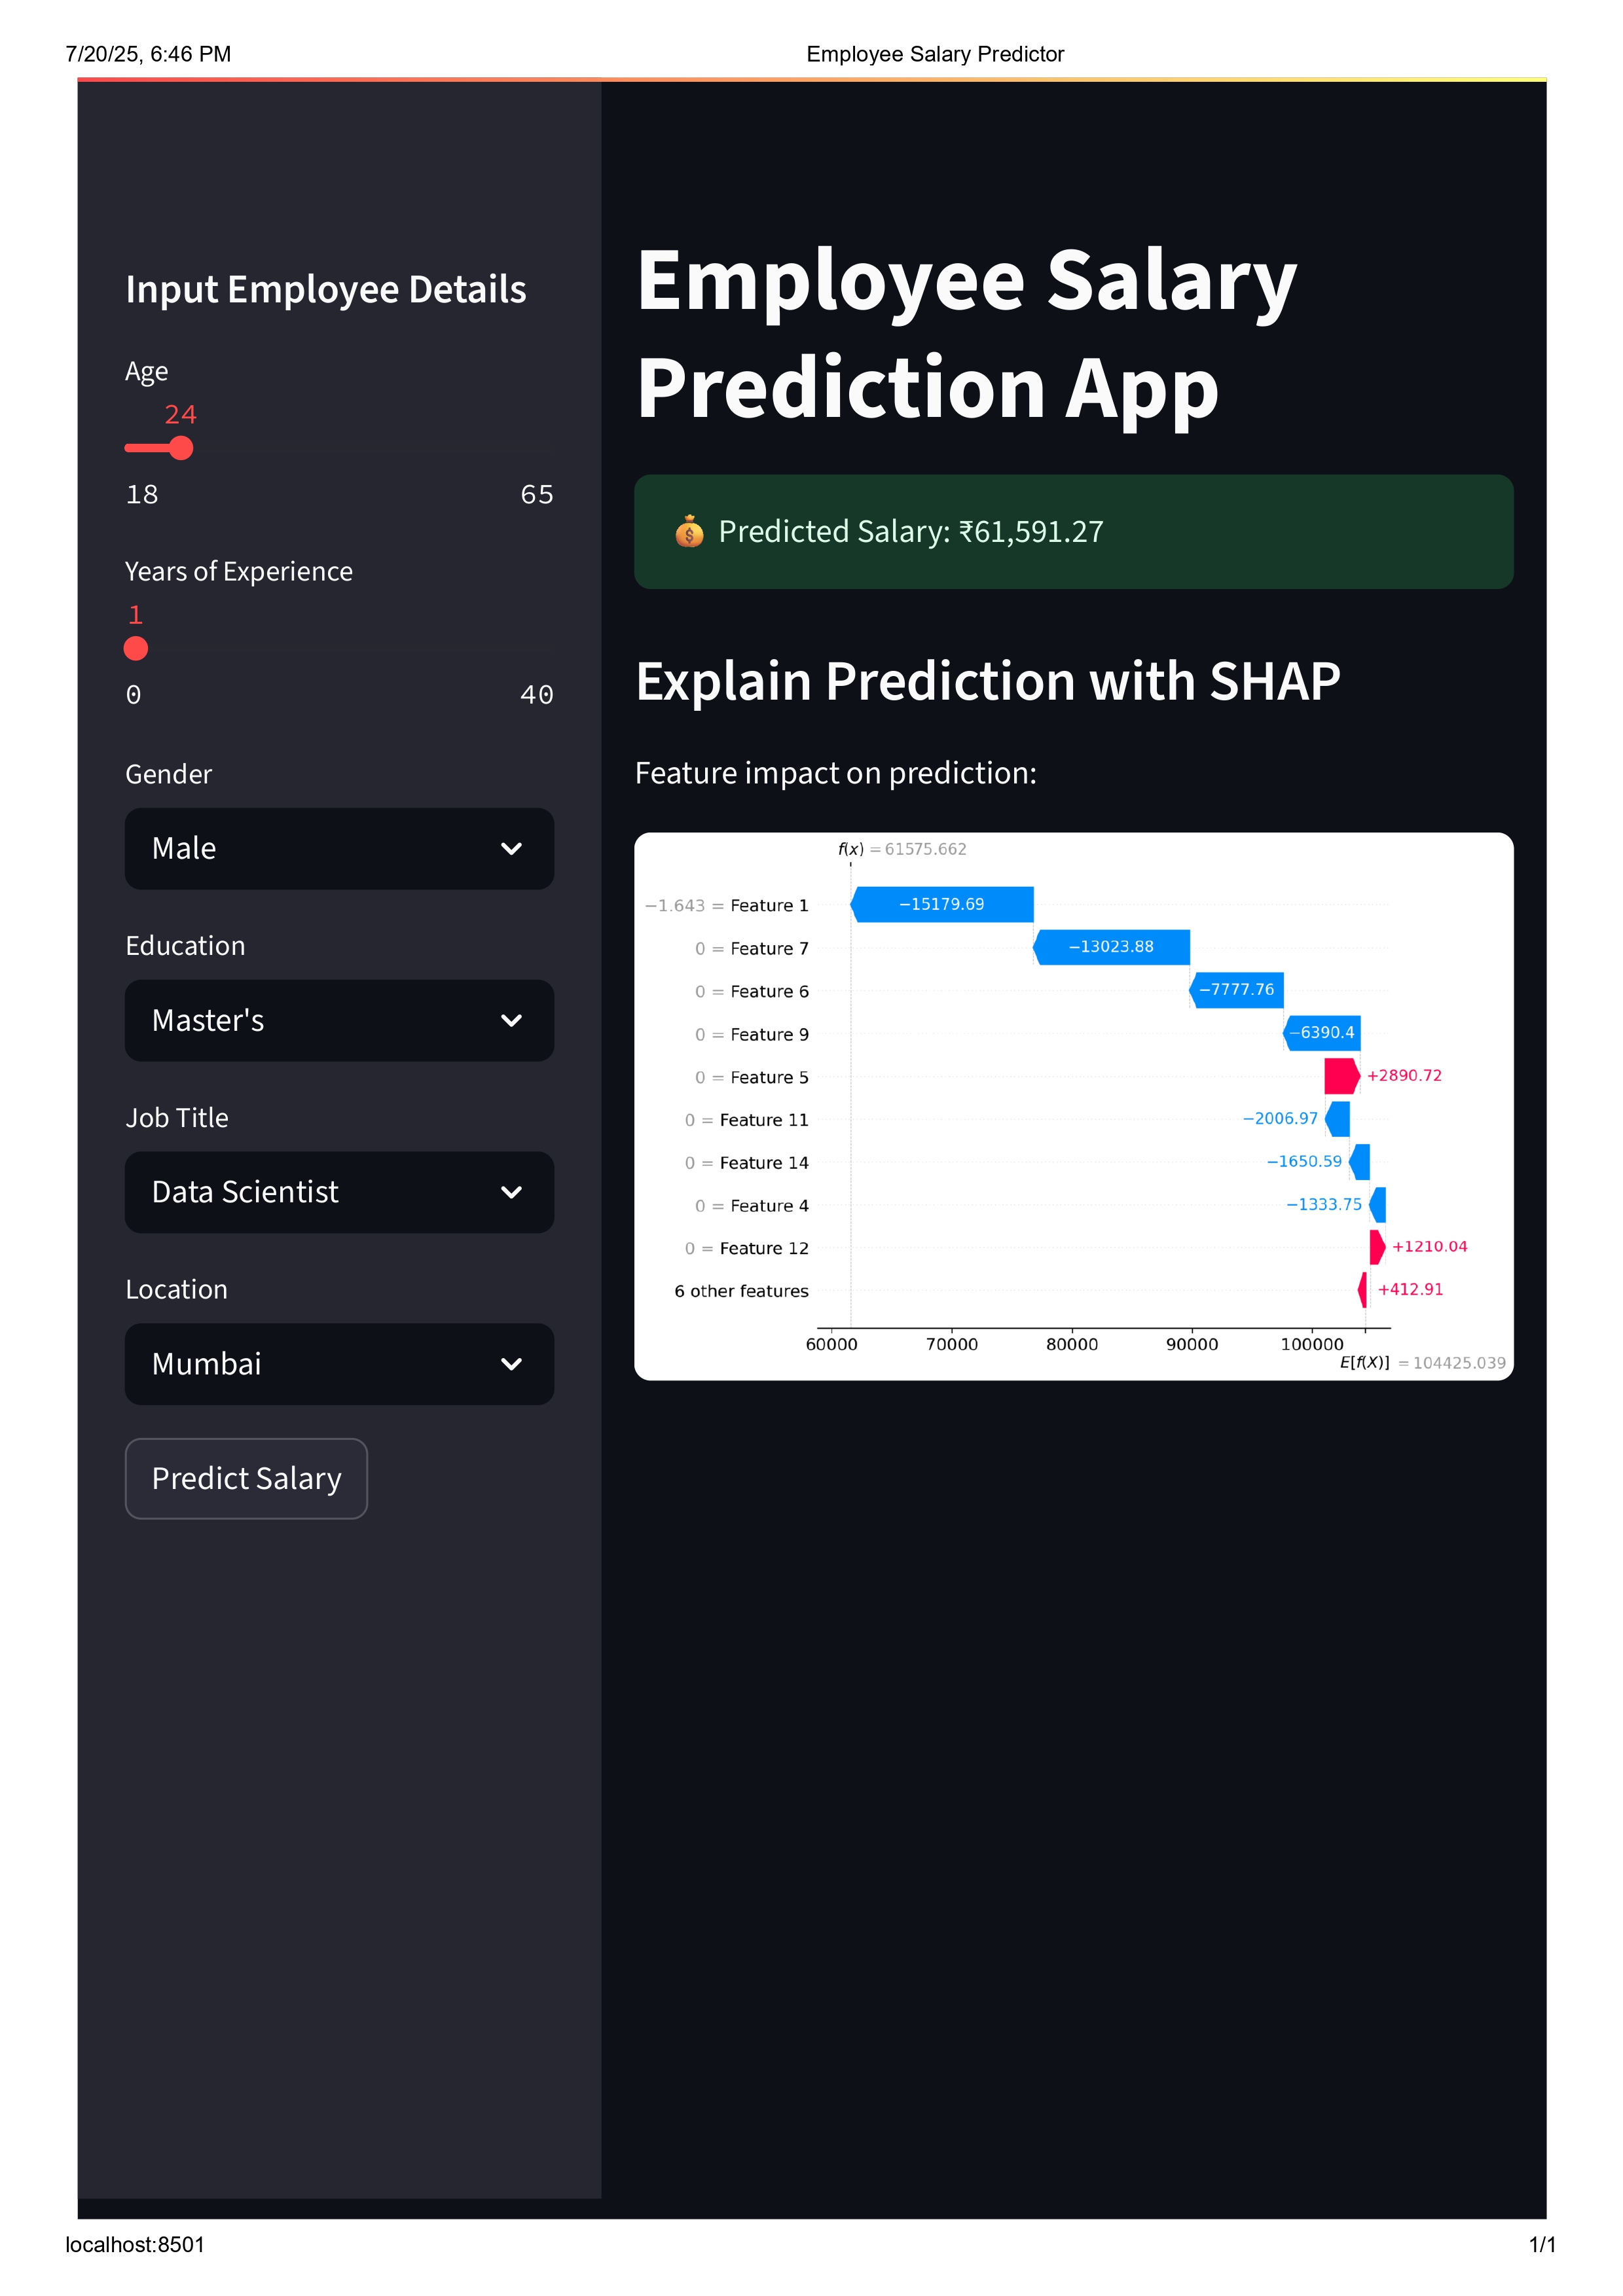 7/20/25, 6:46 PM
Employee Salary Predictor
Input Employee Details
Age
24
18
65
Years of Experience
1
0
40
Gender
Male
Education
Master's
Job Title
Data Scientist
Location
Mumbai
Predict Salary
Employee Salary
Prediction App
💰 Predicted Salary: ₹61,591.27
Explain Prediction with SHAP
Feature impact on prediction:
f(x) = 61575.662
−1.643 = Feature 1
−15179.69
0 = Feature 7
−13023.88
0 = Feature 6
−7777.76
0 = Feature 9
−6390.4
0 = Feature 5
+2890.72
0 = Feature 11
−2006.97
0 = Feature 14
−1650.59
0 = Feature 4
−1333.75
0 = Feature 12
+1210.04
6 other features
+412.91
60000
70000
80000
90000
100000
E[f(X)] = 104425.039
localhost:8501
1/1